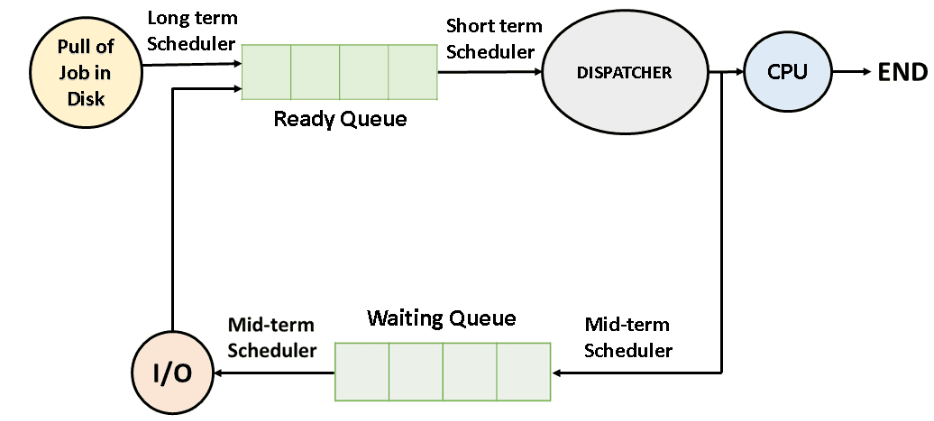 Pull of
Job in
Disk
Long term
Scheduler
Ready Queue
Short term
Scheduler
DISPATCHER
CPU
END
I/O
Mid-term
Scheduler
Waiting Queue
Mid-term
Scheduler